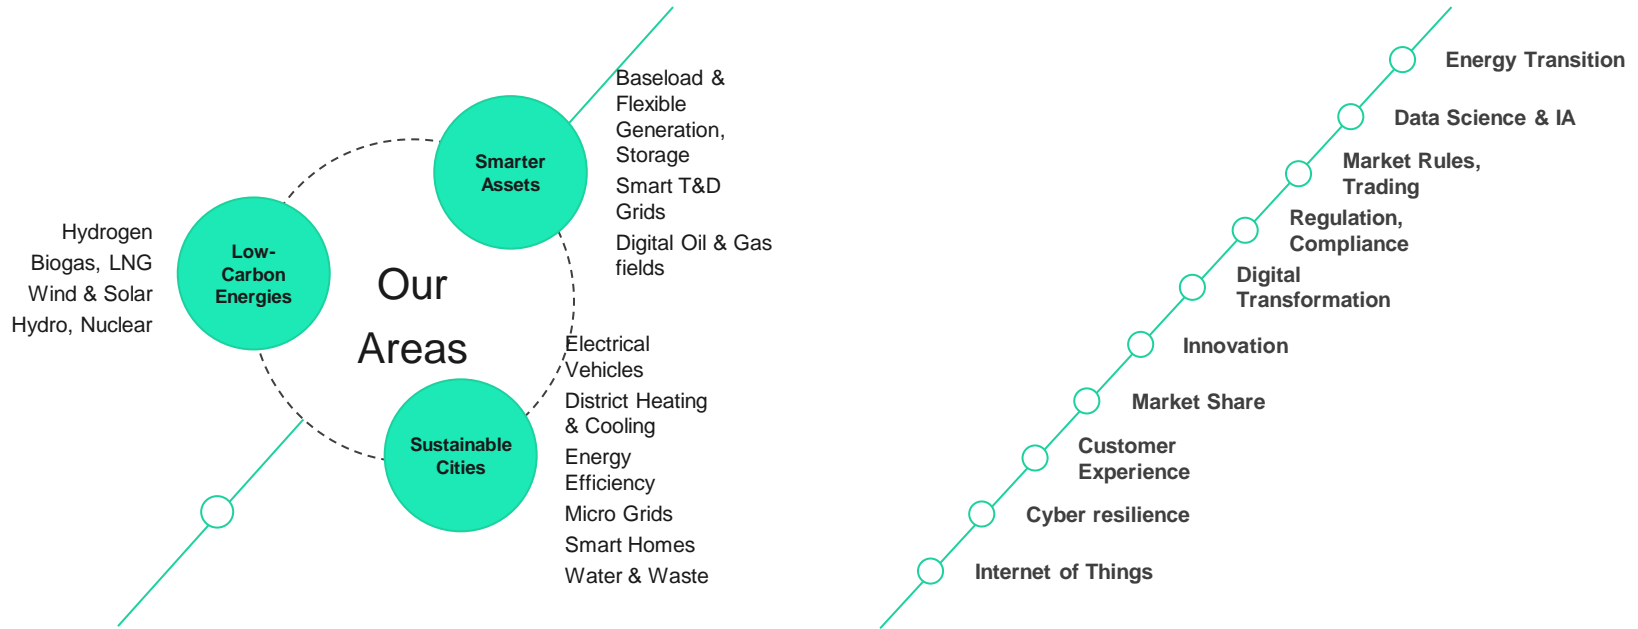 Our
Areas
Low-
Carbon
Energies
Hydrogen
Biogas, LNG
Wind & Solar
Hydro, Nuclear
Smarter
Assets
Baseload &
Flexible
Generation,
Storage
Smart T&D
Grids
Digital Oil & Gas
fields
Sustainable
Cities
Electrical
Vehicles
District Heating
& Cooling
Energy
Efficiency
Micro Grids
Smart Homes
Water & Waste
Energy Transition
Data Science & IA
Market Rules,
Trading
Regulation,
Compliance
Digital
Transformation
Innovation
Market Share
Customer
Experience
Cyber resilience
Internet of Things